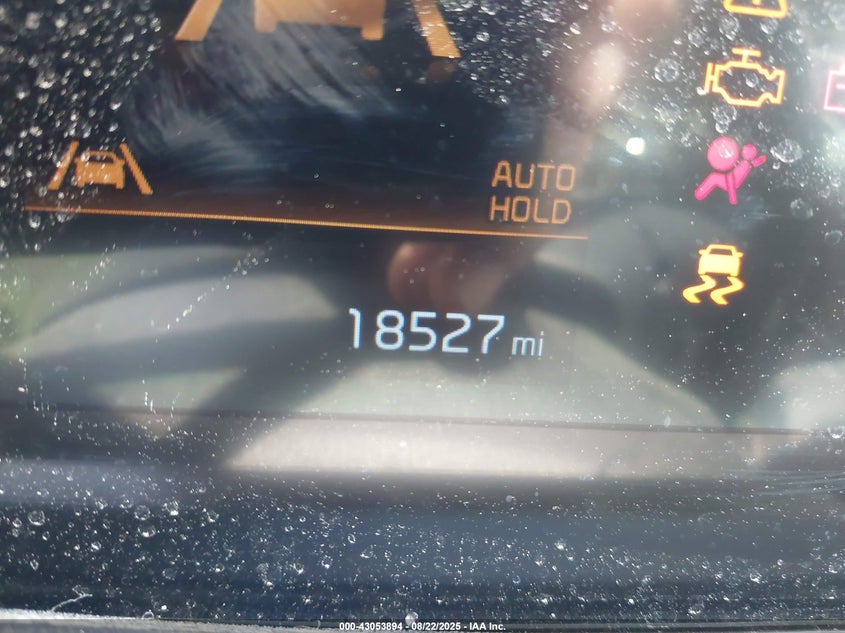 AUTO
HOLD
18527 mi
000-43053894 - 08/22/2025 - IAA Inc.